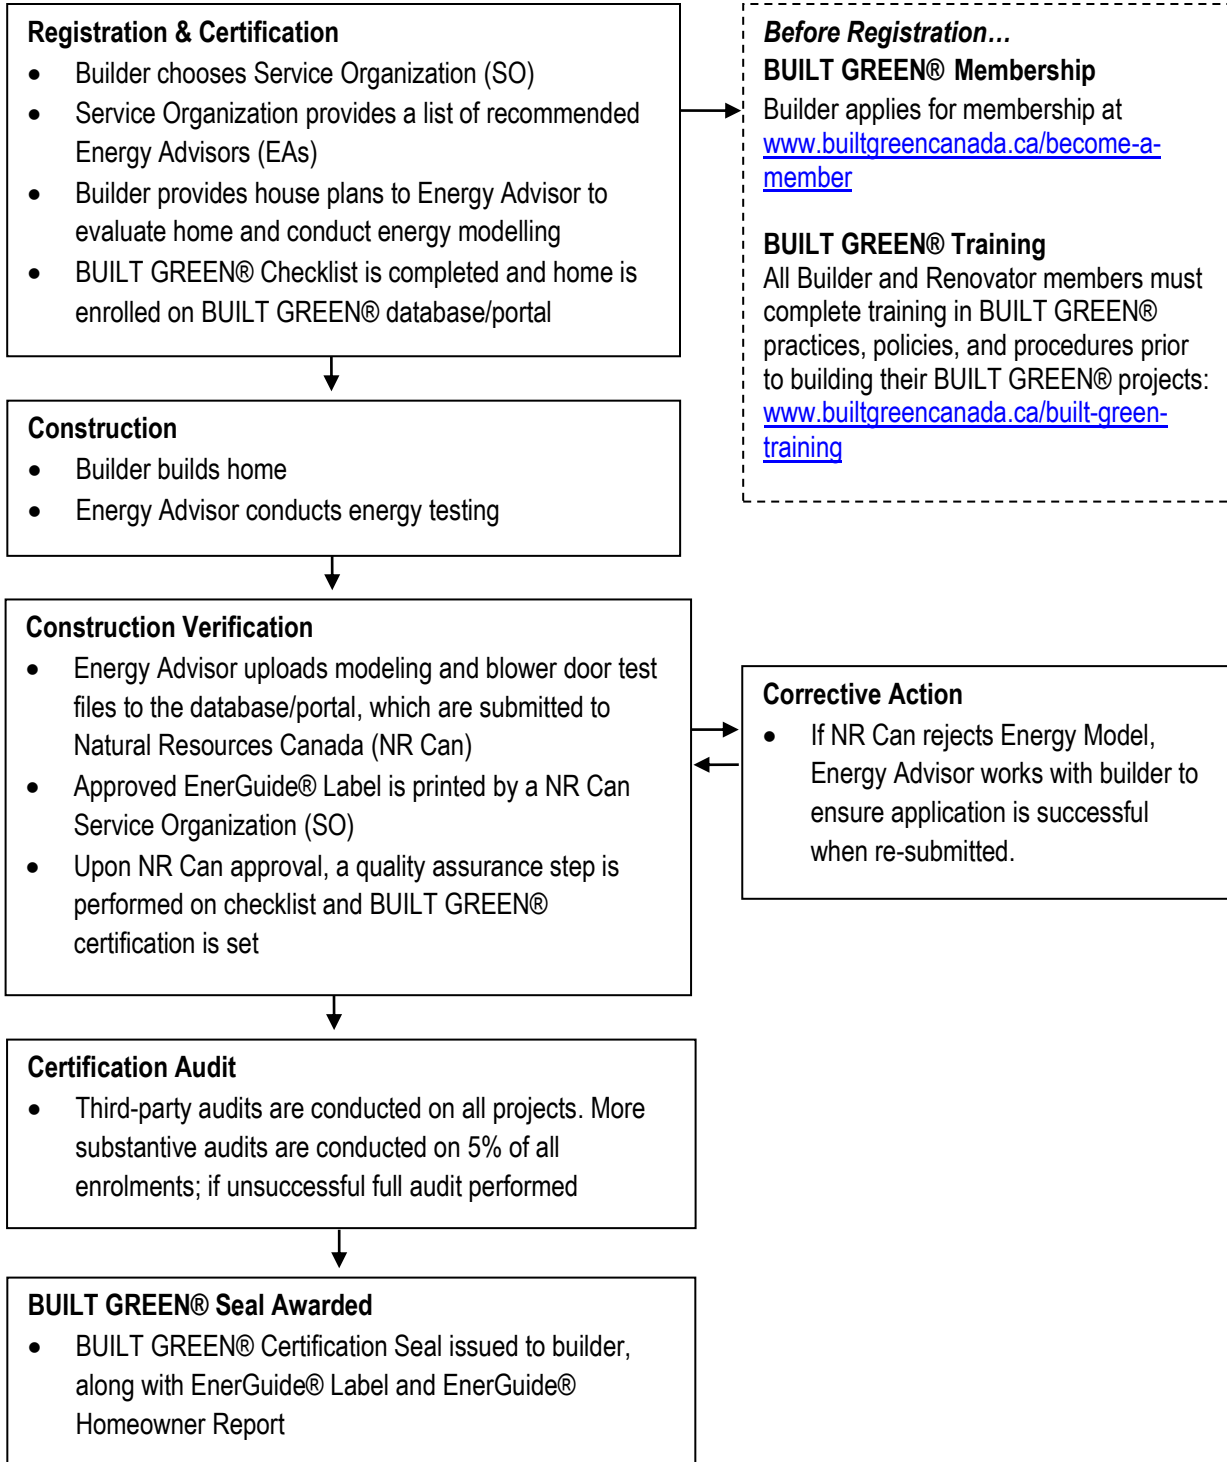 Registration & Certification
• Builder chooses Service Organization (SO)
• Service Organization provides a list of recommended
Energy Advisors (EAs)
• Builder provides house plans to Energy Advisor to
evaluate home and conduct energy modelling
• BUILT GREEN® Checklist is completed and home is
enrolled on BUILT GREEN® database/portal
Before Registration…
BUILT GREEN® Membership
Builder applies for membership at
www.builtgreencanada.ca/become-a-
member
BUILT GREEN® Training
All Builder and Renovator members must
complete training in BUILT GREEN®
practices, policies, and procedures prior
to building their BUILT GREEN® projects:
www.builtgreencanada.ca/built-green-
training
Construction
• Builder builds home
• Energy Advisor conducts energy testing
Construction Verification
• Energy Advisor uploads modeling and blower door test
files to the database/portal, which are submitted to
Natural Resources Canada (NR Can)
• Approved EnerGuide® Label is printed by a NR Can
Service Organization (SO)
• Upon NR Can approval, a quality assurance step is
performed on checklist and BUILT GREEN®
certification is set
Corrective Action
• If NR Can rejects Energy Model,
Energy Advisor works with builder to
ensure application is successful
when re-submitted.
Certification Audit
• Third-party audits are conducted on all projects. More
substantive audits are conducted on 5% of all
enrolments; if unsuccessful full audit performed
BUILT GREEN® Seal Awarded
• BUILT GREEN® Certification Seal issued to builder,
along with EnerGuide® Label and EnerGuide®
Homeowner Report